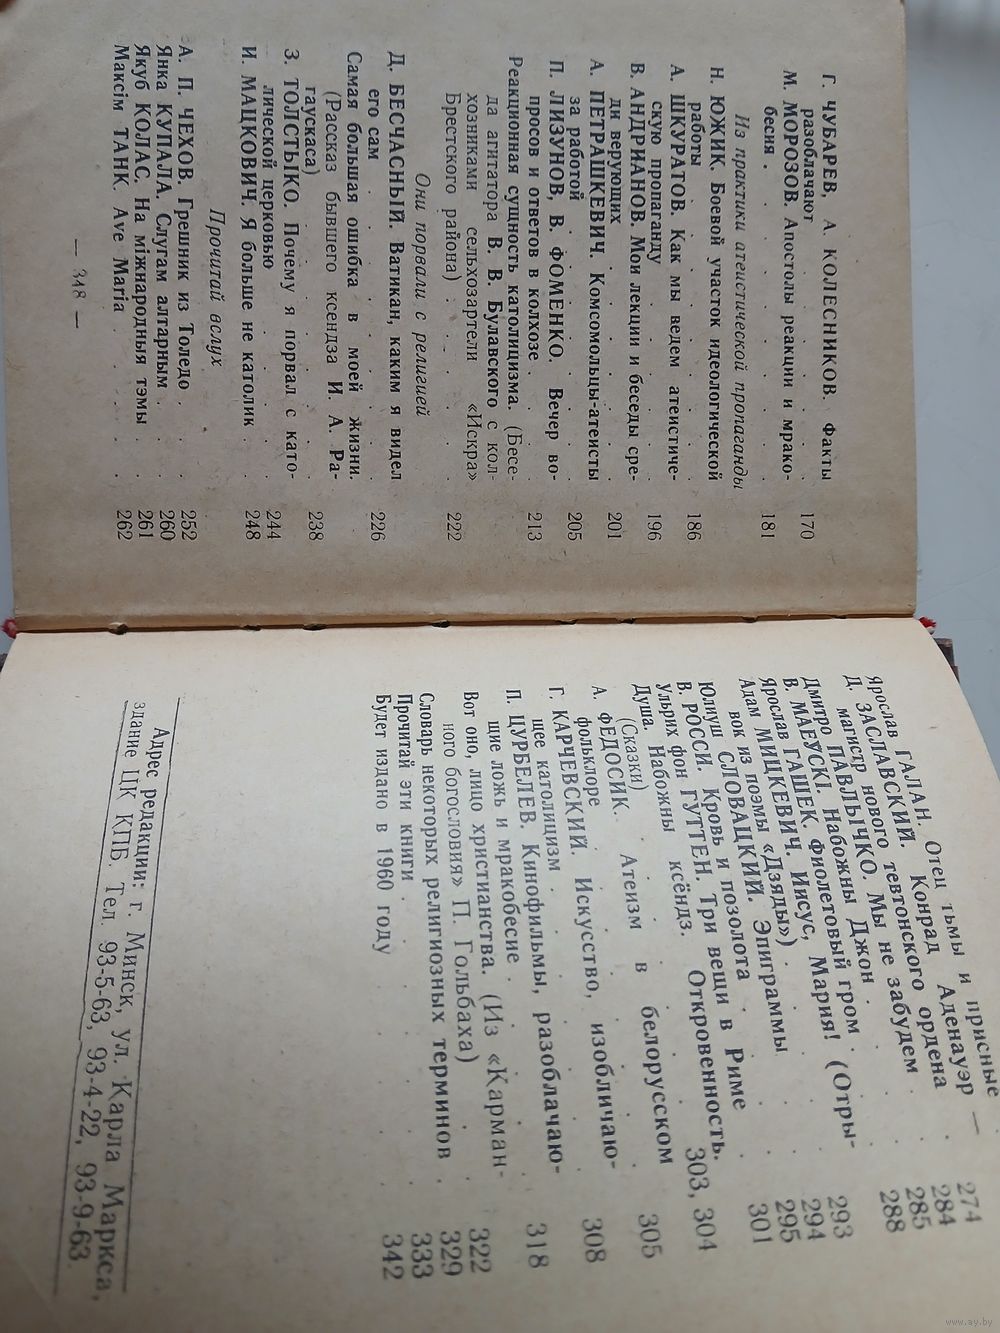 Г. ЧУБАРЕВ, А. КОЛЕСНИКОВ. Факты
разоблачают . . . . . . 170
М. МОРОЗОВ. Апостолы реакции и мрако-
бесия . . . . . . . 181
Из практики атеистической пропаганды
Н. ЮЖИК. Боевой участок идеологической
работы . . . . . . . 186
А. ШКУРАТОВ. Как мы ведем атеистиче-
скую пропаганду . . . . . 196
В. АНДРИАНОВ. Мои лекции и беседы сре-
ди верующих . . . . . . 201
А. ПЕТРАШКЕВИЧ. Комсомольцы-атеисты
за работой . . . . . . 205
П. ЛИЗУНОВ, В. ФОМЕНКО. Вечер во-
просов и ответов в колхозе . . . 213
Реакционная сущность католицизма. (Бесе-
да агитатора В. В. Булавского с кол-
хозниками сельхозартели «Искра»
Брестского района) . . . . 222
Они порвали с религией
Д. БЕСЧАСНЫЙ. Ватикан, каким я видел
его сам . . . . . . 226
Самая большая ошибка в моей жизни.
(Рассказ бывшего ксендза И. А. Ра-
гаускаса) . . . . . . 238
З. ТОЛСТЫКО. Почему я порвал с като-
лической церковью . . . . 244
И. МАЦКОВИЧ. Я больше не католик . 248
Прочитай вслух
А. П. ЧЕХОВ. Грешник из Толедо . . 252
Янка КУПАЛА. Слугам алтарным . . 260
Якуб КОЛАС. На міжнародныя тэмы . 261
Максім ТАНК. Ave Maria . . . . 262
— 348 —
Ярослав ГАЛАН. Отец тьмы и присные 274
Д. ЗАСЛАВСКИЙ. Конрад Аденауэр — 284
магистр нового тевтонского ордена 285
Дмитро ПАВЛЫЧКО. Мы не забудем . 288
В. МАЕЎСКІ. Набожны Джон . . .
Ярослав ГАШЕК. Фиолетовый гром . . 293
Адам МИЦКЕВИЧ. Иисус, Мария! (Отры- 294
вок из поэмы «Дзяды») . . . 295
Юлиуш СЛОВАЦКИЙ. Эпиграммы 301
В. РОССИ. Кровь и позолота . .
Ульрих фон ГУТТЕН. Три вещи в Риме
Душа. Набожны ксёндз. Откровенность.
(Сказки) . . . . . 303, 304
А. ФЕДОСИК. Атеизм в белорусском
фольклоре . . . . . 305
Г. КАРЧЕВСКИЙ. Искусство, изобличаю-
щее католицизм . . . . . 308
П. ЦУРБЕЛЕВ. Кинофильмы, разоблачаю-
щие ложь и мракобесие . . . 318
Вот оно, лицо христианства. (Из «Карман-
ного богословия» П. Гольбаха) . 322
Словарь некоторых религиозных терминов 329
Прочитай эти книги . . . . 333
Будет издано в 1960 году . . . 342
Адрес редакции: г. Минск, ул. Карла Маркса,
здание ЦК КПБ. Тел. 93-5-63, 93-4-22, 93-9-63.
www.ay.by